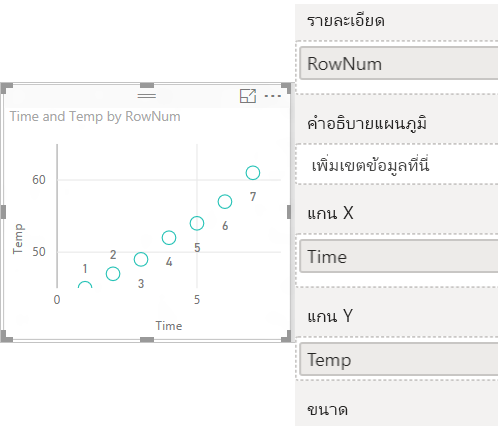 Time and Temp by RowNum
60
50
Temp
1
2
3
4
5
6
7
0
5
Time
รายละเอียด
RowNum
คำอธิบายแผนภูมิ
เพิ่มเขตข้อมูลที่นี่
แกน X
Time
แกน Y
Temp
ขนาด